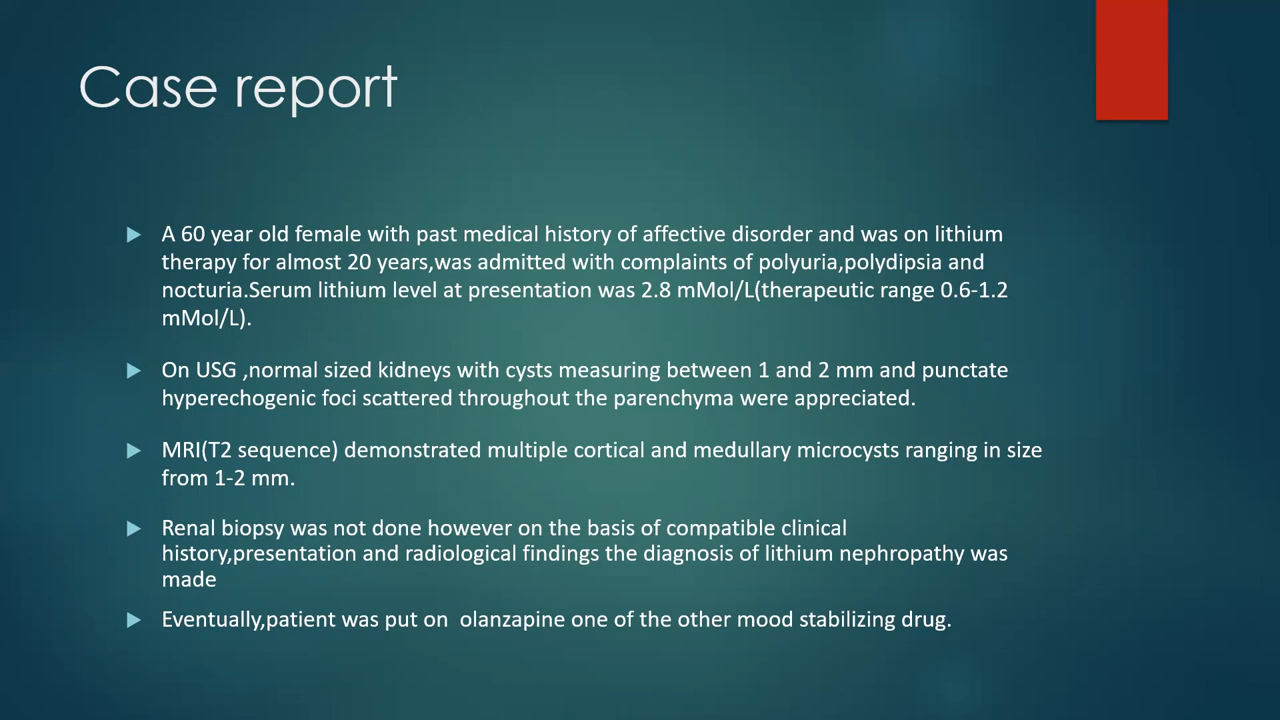 Case report
A 60 year old female with past medical history of affective disorder and was on lithium
therapy for almost 20 years,was admitted with complaints of polyuria,polydipsia and
nocturia.Serum lithium level at presentation was 2.8 mMol/L(therapeutic range 0.6-1.2
mMol/L).
On USG ,normal sized kidneys with cysts measuring between 1 and 2 mm and punctate
hyperechogenic foci scattered throughout the parenchyma were appreciated.
MRI(T2 sequence) demonstrated multiple cortical and medullary microcysts ranging in size
from 1-2 mm.
Renal biopsy was not done however on the basis of compatible clinical
history,presentation and radiological findings the diagnosis of lithium nephropathy was
made
Eventually,patient was put on  olanzapine one of the other mood stabilizing drug.